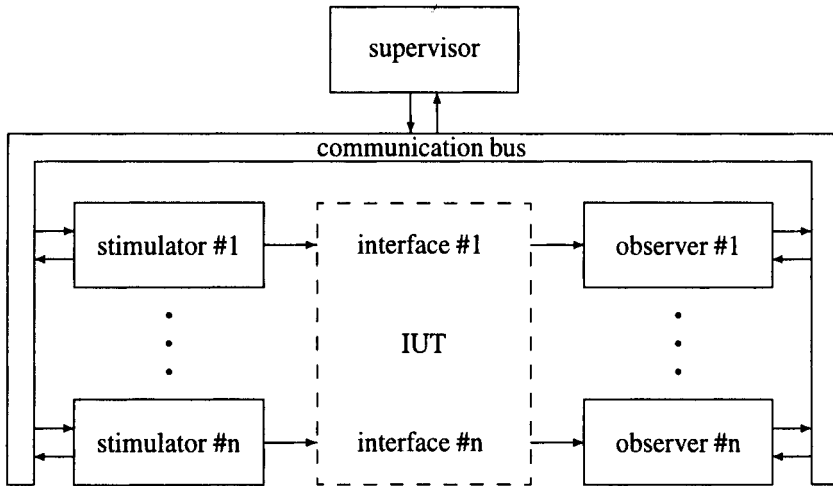 supervisor
communication bus
stimulator #1
interface #1
observer #1
IUT
stimulator #n
interface #n
observer #n